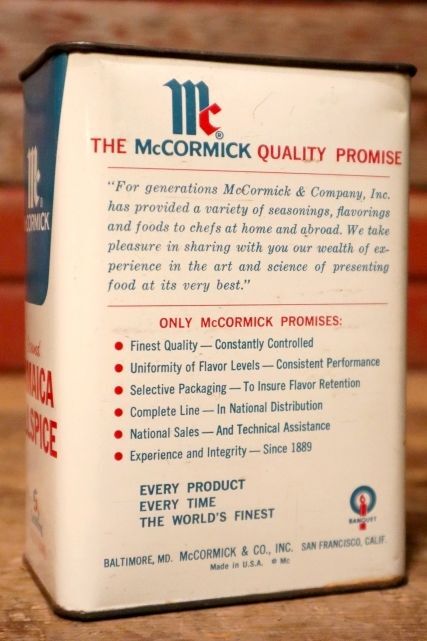 Mc ®
THE McCORMICK QUALITY PROMISE
"For generations McCormick & Company, Inc.
has provided a variety of seasonings, flavorings
and foods to chefs at home and abroad. We take
pleasure in sharing with you our wealth of ex-
perience in the art and science of presenting
food at its very best."
ONLY McCORMICK PROMISES:
● Finest Quality — Constantly Controlled
● Uniformity of Flavor Levels — Consistent Performance
● Selective Packaging — To Insure Flavor Retention
● Complete Line — In National Distribution
● National Sales — And Technical Assistance
● Experience and Integrity — Since 1889
EVERY PRODUCT
EVERY TIME
THE WORLD'S FINEST
BANQUET
BALTIMORE, MD. McCORMICK & CO., INC. SAN FRANCISCO, CALIF.
Made in U.S.A. © Mc
Mc
CORMICK
MAICA
LSPICE
5